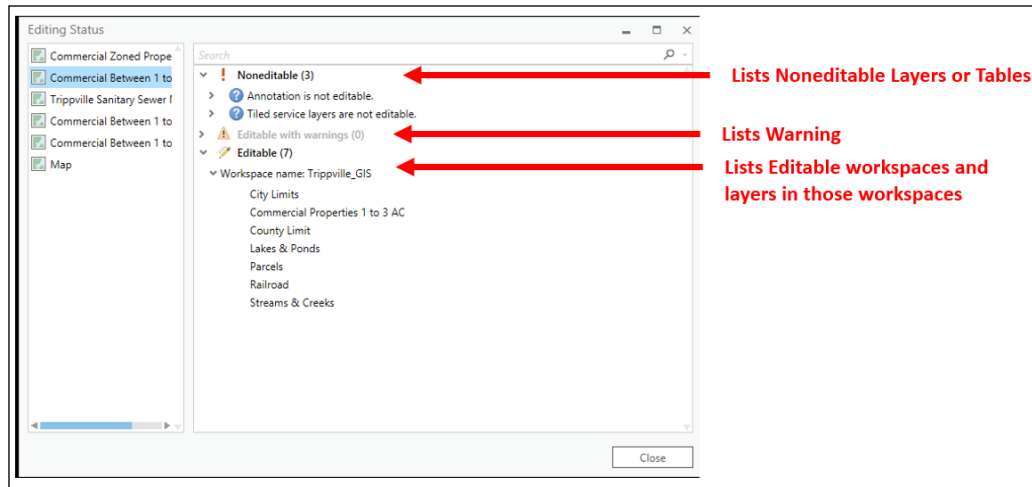 Editing Status
Commercial Zoned Prope
Commercial Between 1 to
Trippville Sanitary Sewer
Commercial Between 1 to
Commercial Between 1 to
Map
Search
Noneditable (3)
Annotation is not editable.
Tiled service layers are not editable.
Editable with warnings (0)
Editable (7)
Workspace name: Trippville_GIS
City Limits
Commercial Properties 1 to 3 AC
County Limit
Lakes & Ponds
Parcels
Railroad
Streams & Creeks
Close
Lists Noneditable Layers or Tables
Lists Warning
Lists Editable workspaces and
layers in those workspaces